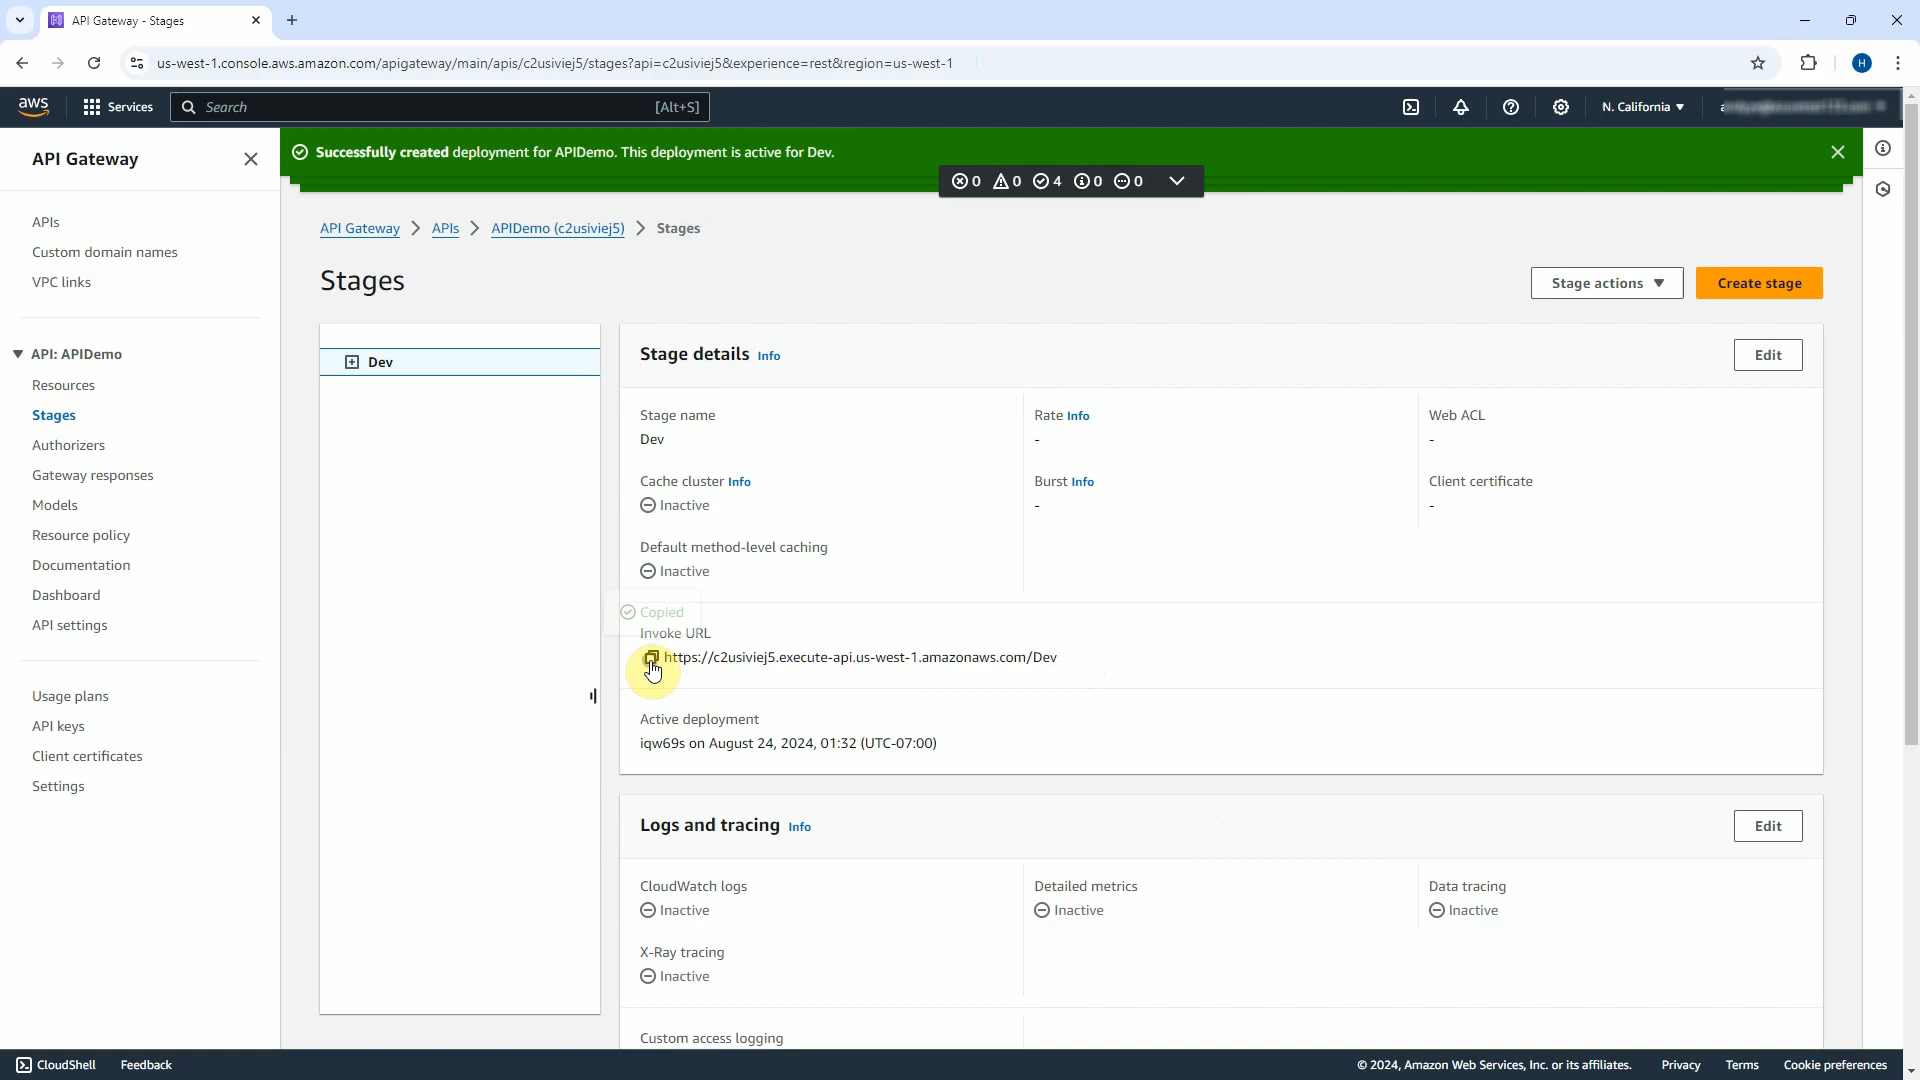 API Gateway - Stages
us-west-1.console.aws.amazon.com/apigateway/main/apis/c2usiviej5/stages?api=c2usiviej5&experience=rest&region=us-west-1
H
aws
Services
Search
[Alt+S]
N. California
API Gateway
Successfully created deployment for APIDemo. This deployment is active for Dev.
0 0 4 0 0
APIs
Custom domain names
VPC links
API: APIDemo
Resources
Stages
Authorizers
Gateway responses
Models
Resource policy
Documentation
Dashboard
API settings
Usage plans
API keys
Client certificates
Settings
API Gateway
APIs
APIDemo (c2usiviej5)
Stages
Stages
Stage actions
Create stage
Dev
Stage details Info
Edit
Stage name
Dev
Rate Info
-
Web ACL
-
Cache cluster Info
Inactive
Burst Info
-
Client certificate
-
Default method-level caching
Inactive
Copied
Invoke URL
https://c2usiviej5.execute-api.us-west-1.amazonaws.com/Dev
Active deployment
iqw69s on August 24, 2024, 01:32 (UTC-07:00)
Logs and tracing Info
Edit
CloudWatch logs
Inactive
Detailed metrics
Inactive
Data tracing
Inactive
X-Ray tracing
Inactive
Custom access logging
CloudShell
Feedback
© 2024, Amazon Web Services, Inc. or its affiliates.
Privacy
Terms
Cookie preferences